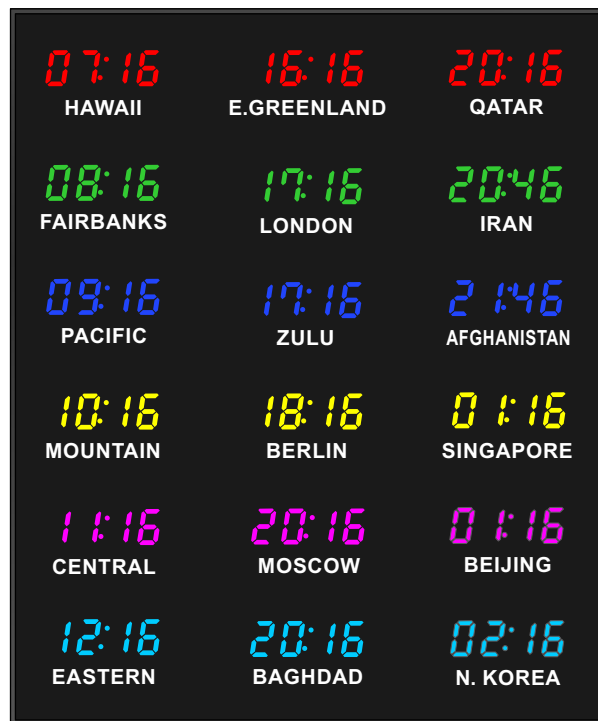 07:16 16:16 20:16
HAWAII E.GREENLAND QATAR
08:16 17:16 20:46
FAIRBANKS LONDON IRAN
09:16 17:16 21:46
PACIFIC ZULU AFGHANISTAN
10:16 18:16 01:16
MOUNTAIN BERLIN SINGAPORE
11:16 20:16 01:16
CENTRAL MOSCOW BEIJING
12:16 20:16 02:16
EASTERN BAGHDAD N. KOREA